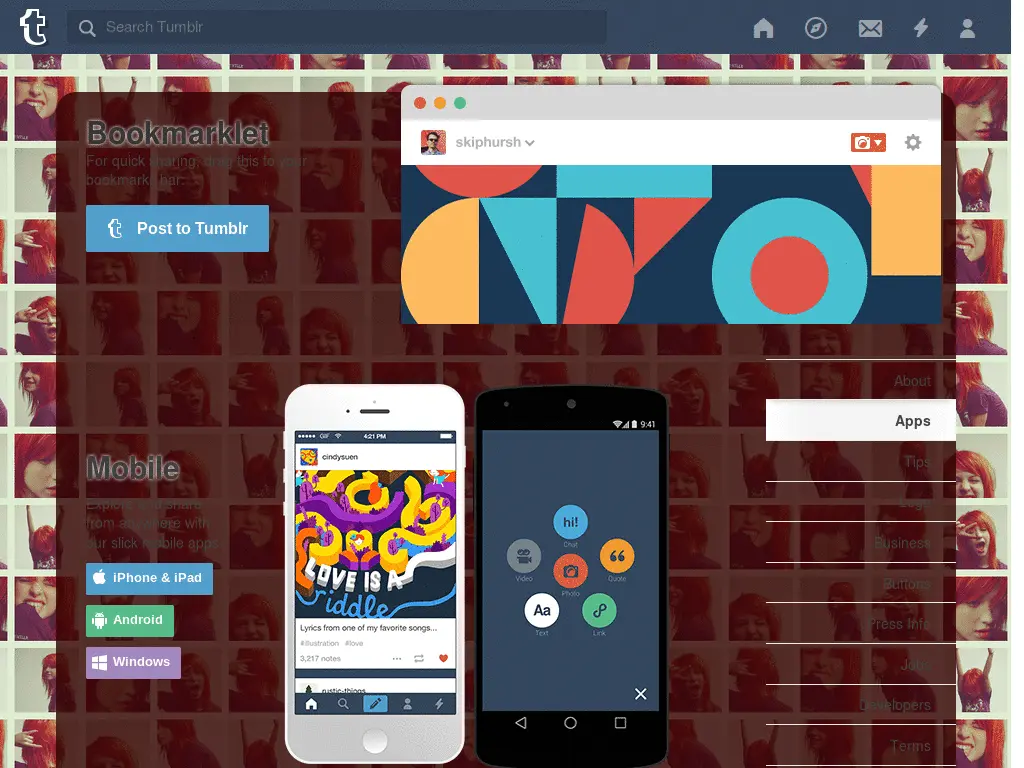 Search Tumblr
Bookmarklet
For quick sharing, drag this to your
bookmarks bar:
Post to Tumblr
skiphursh
About
Apps
Tips
Logo
Business
Buttons
Press Info
Jobs
Developers
Terms
Mobile
Explore and share
from anywhere with
our slick mobile apps
iPhone & iPad
Android
Windows
GIF
4:21 PM
cindysuen
LOVE IS A
riddle
Lyrics from one of my favorite songs...
#illustration #love
3,217 notes
rustic-things
9:41
hi!
Chat
Video
Quote
Photo
Aa
Text
Link